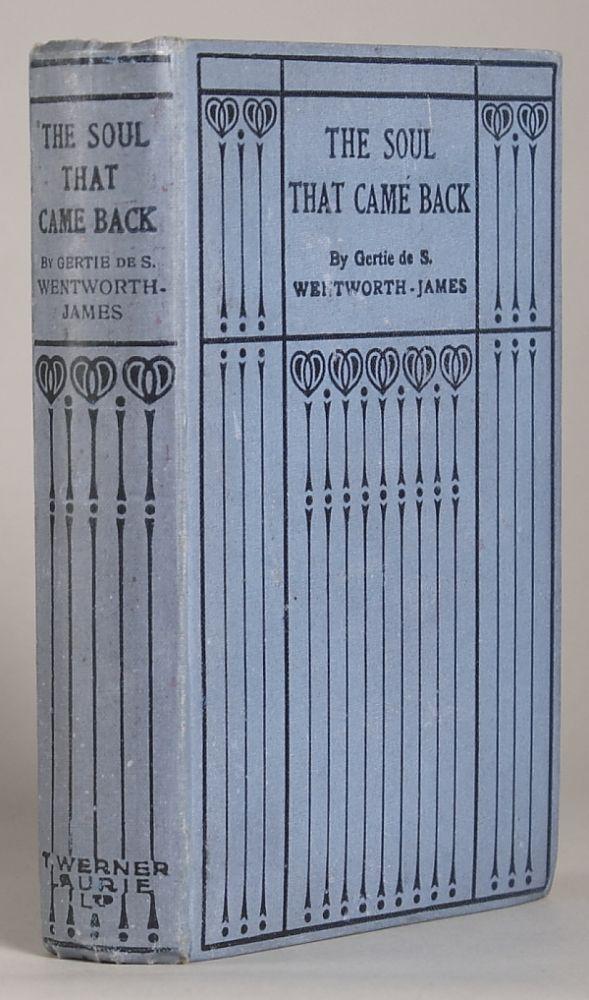 THE SOUL
THAT
CAME BACK
BY GERTIE DE S.
WENTWORTH-
JAMES
T. WERNER
LAURIE
LTD
THE SOUL
THAT CAME BACK
By Gertie de S.
WENTWORTH-JAMES